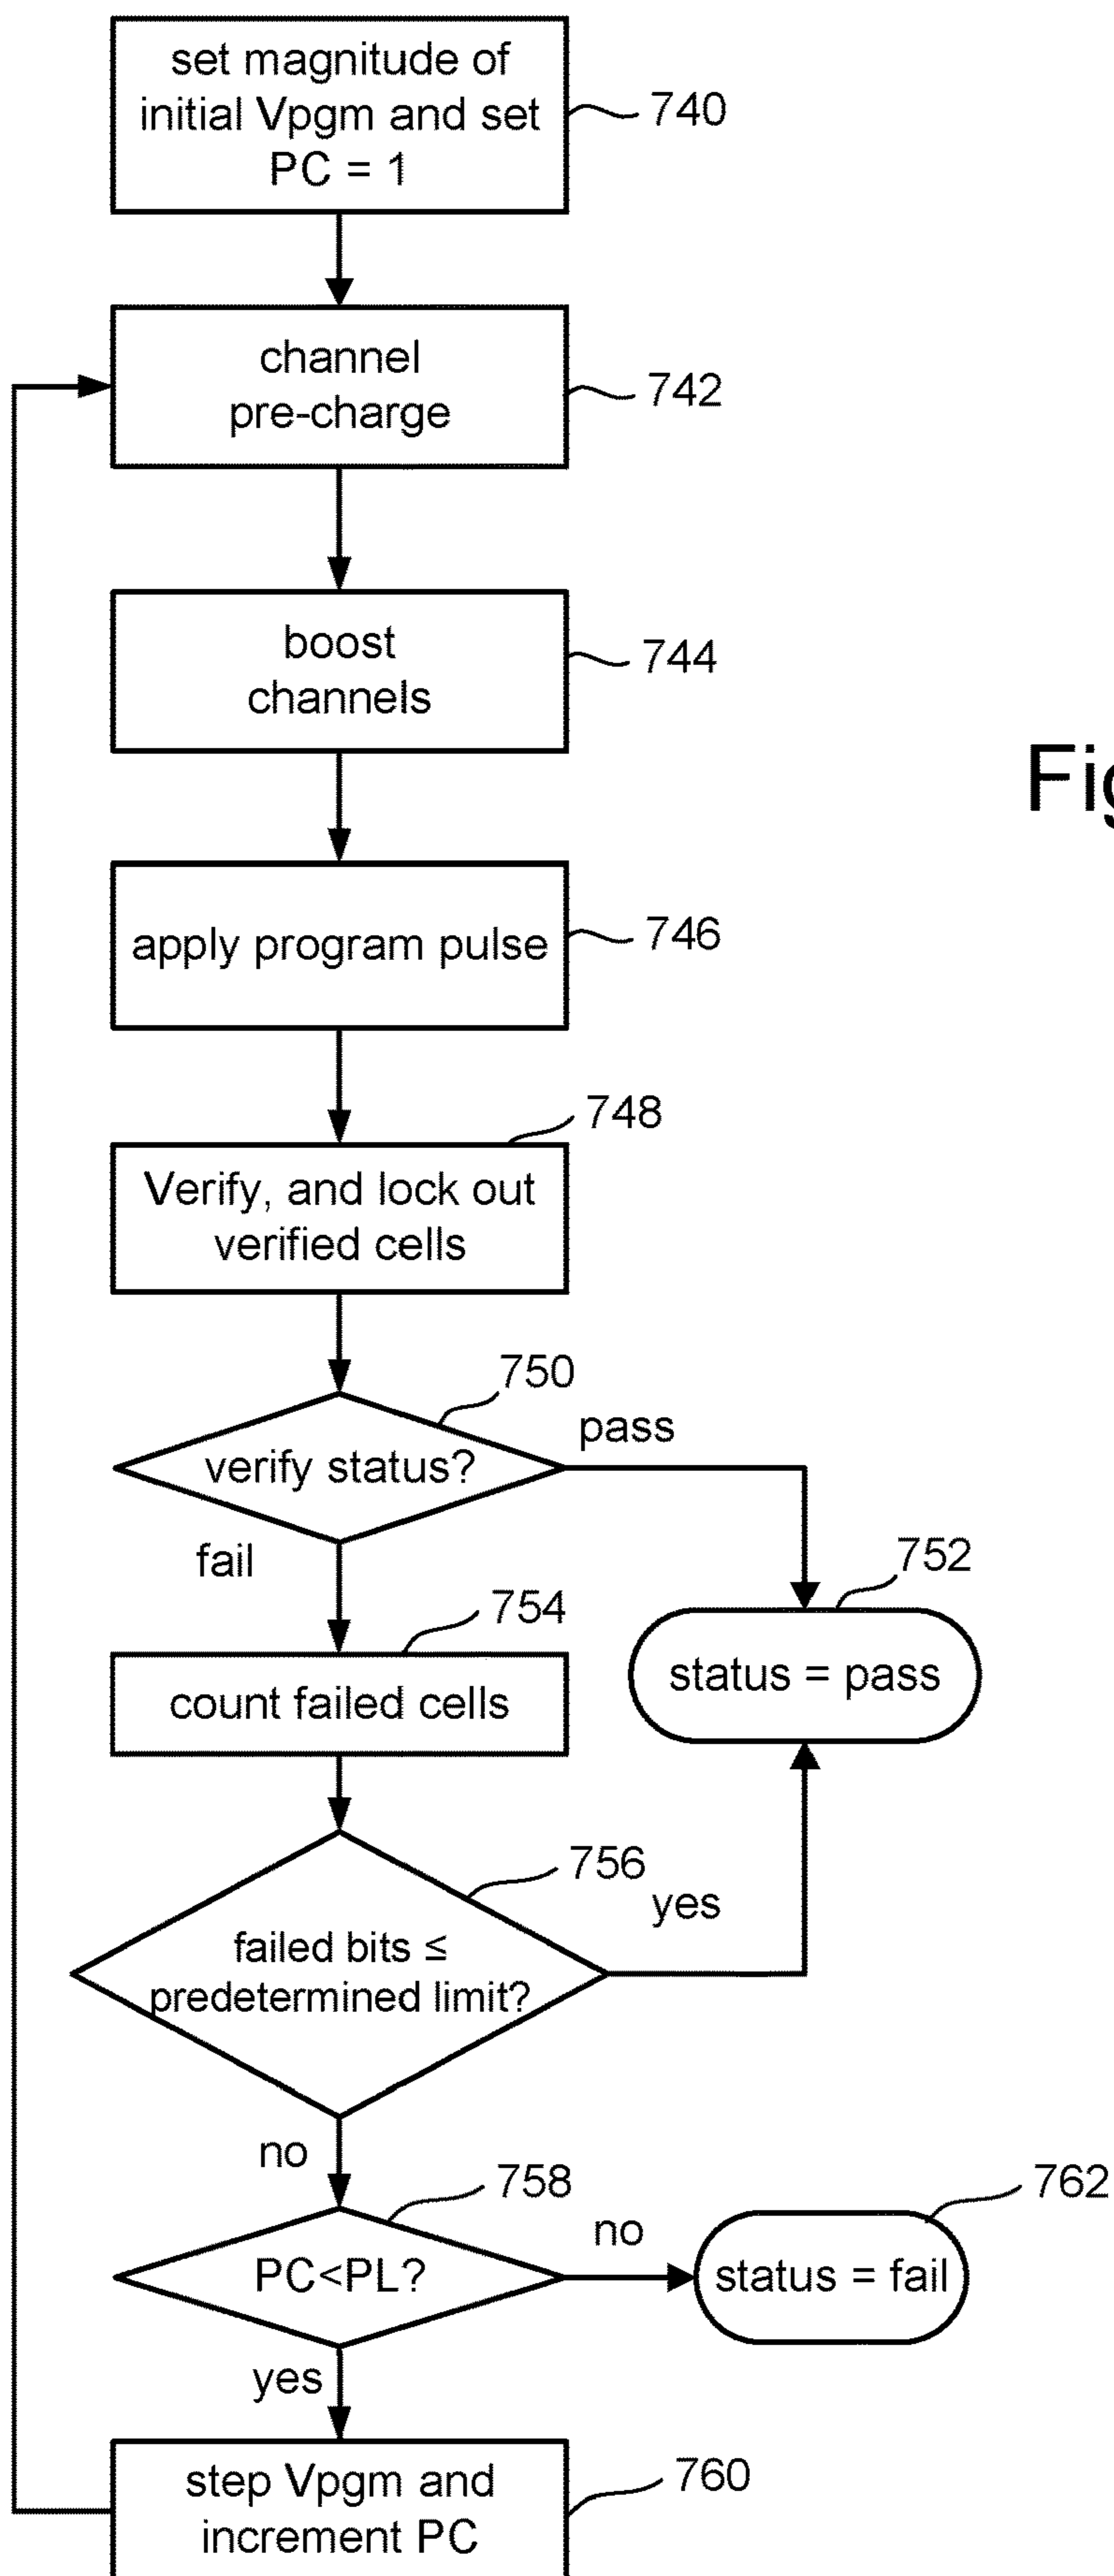 set magnitude of
initial Vpgm and set
PC = 1
740
channel
pre-charge
742
boost
channels
744
Fig
apply program pulse
746
748
Verify, and lock out
verified cells
750
pass
verify status?
fail
752
754
status = pass
count failed cells
756
yes
failed bits ≤
predetermined limit?
no
758
762
no
PC<PL?
status = fail
yes
step Vpgm and
increment PC
760